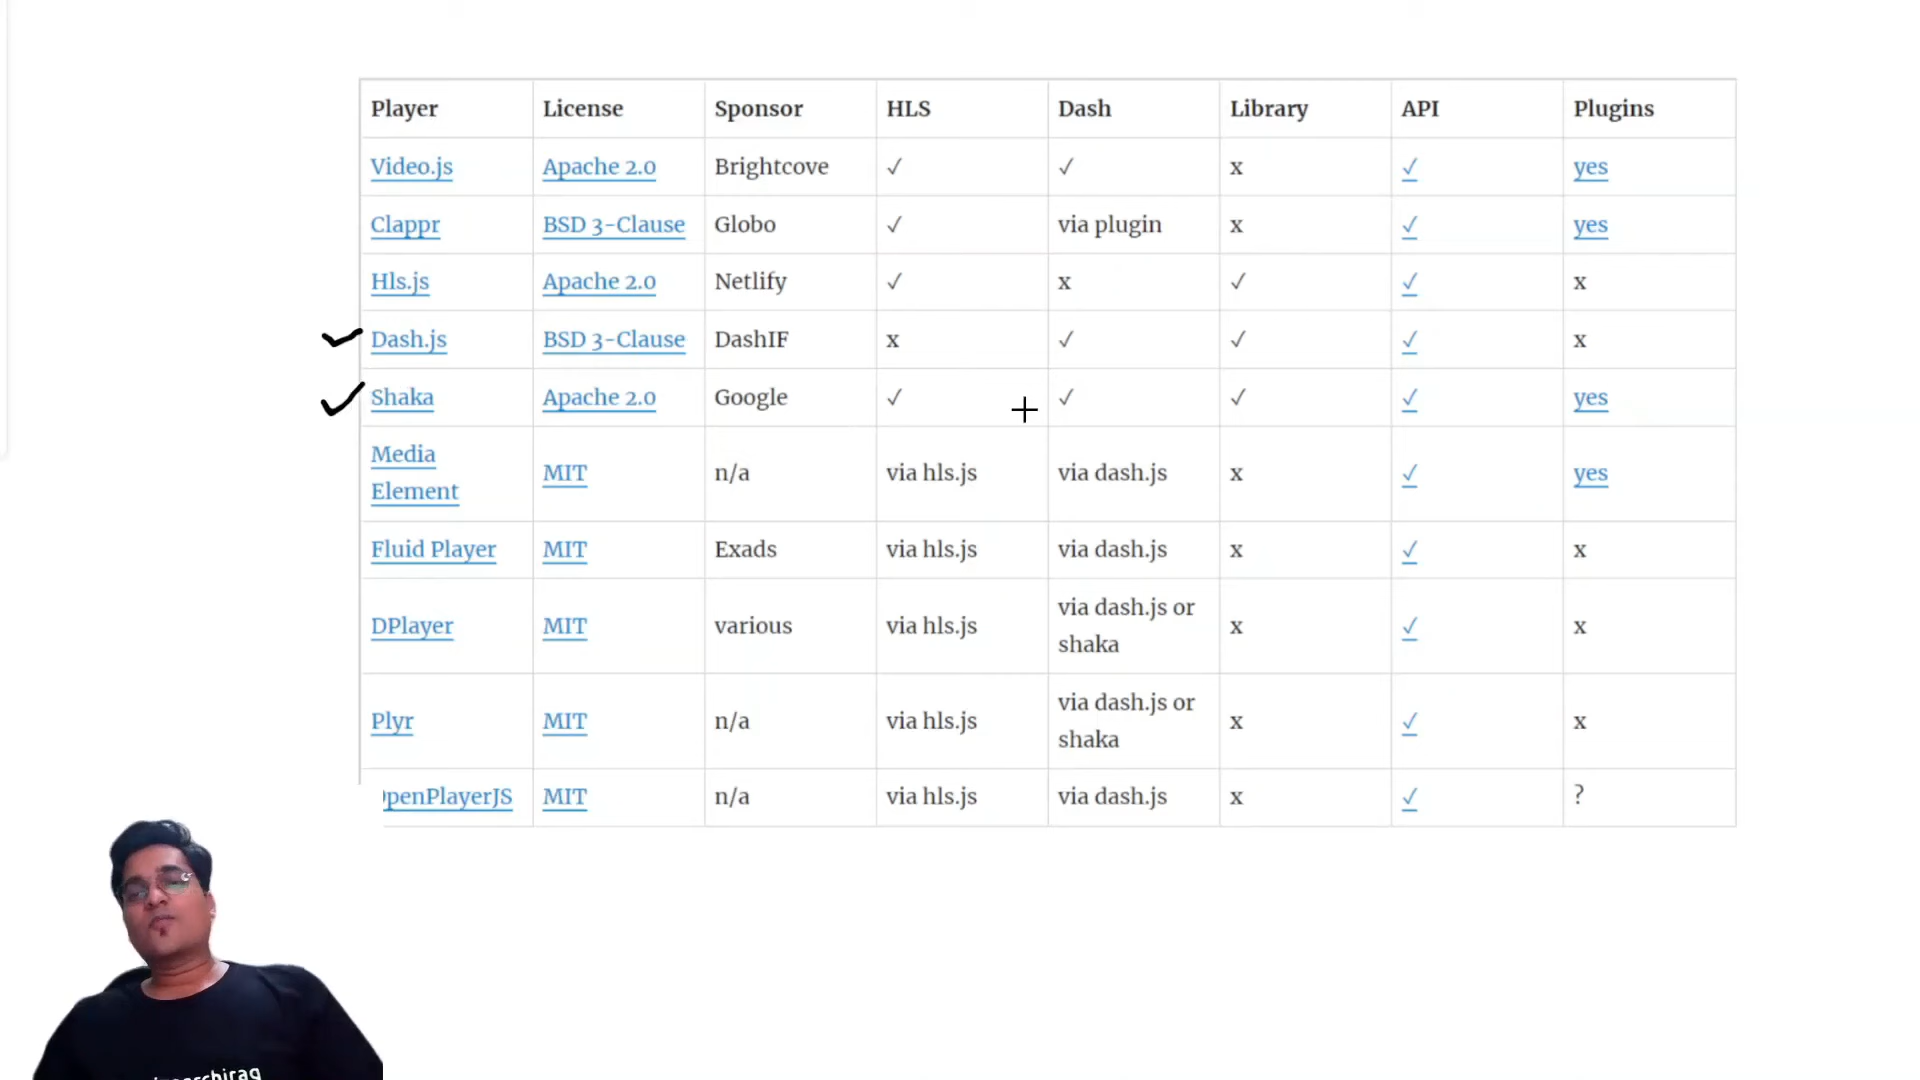 Player License Sponsor HLS Dash Library API Plugins
Video.js Apache 2.0 Brightcove ✓ ✓ x ✓ yes
Clappr BSD 3-Clause Globo ✓ via plugin x ✓ yes
Hls.js Apache 2.0 Netlify ✓ x ✓ ✓ x
Dash.js BSD 3-Clause DashIF x ✓ ✓ ✓ x
Shaka Apache 2.0 Google ✓ ✓ ✓ ✓ yes
Media
Element MIT n/a via hls.js via dash.js x ✓ yes
Fluid Player MIT Exads via hls.js via dash.js x ✓ x
DPlayer MIT various via hls.js via dash.js or
shaka x ✓ x
Plyr MIT n/a via hls.js via dash.js or
shaka x ✓ x
penPlayerJS MIT n/a via hls.js via dash.js x ✓ ?